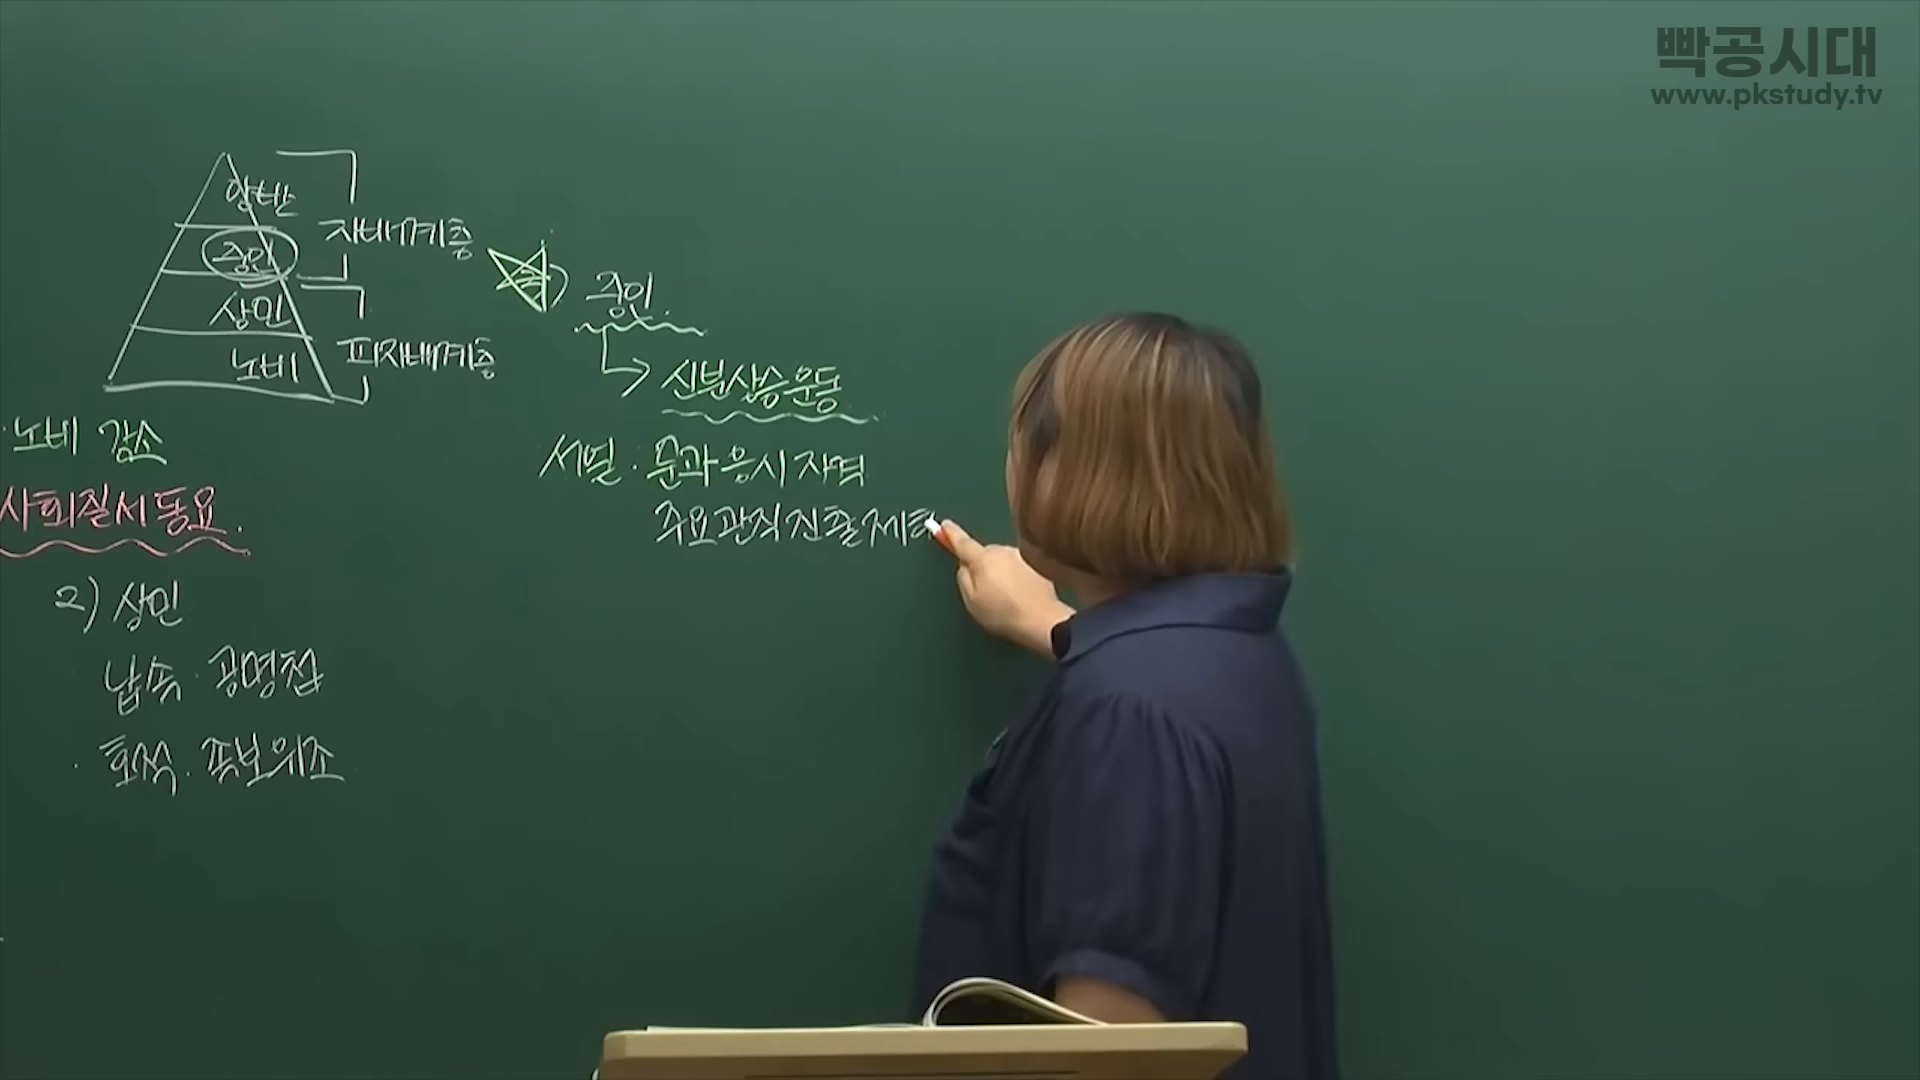 빡공시대
www.pkstudy.tv
양반
중인
상민
노비
지배계층
피지배계층
노비 감소
사회질서동요.
2) 상민
납속·공명첩
· 호적·족보위조
중인.
→ 신분상승운동
서얼·문과응시자격
주요관직진출제한